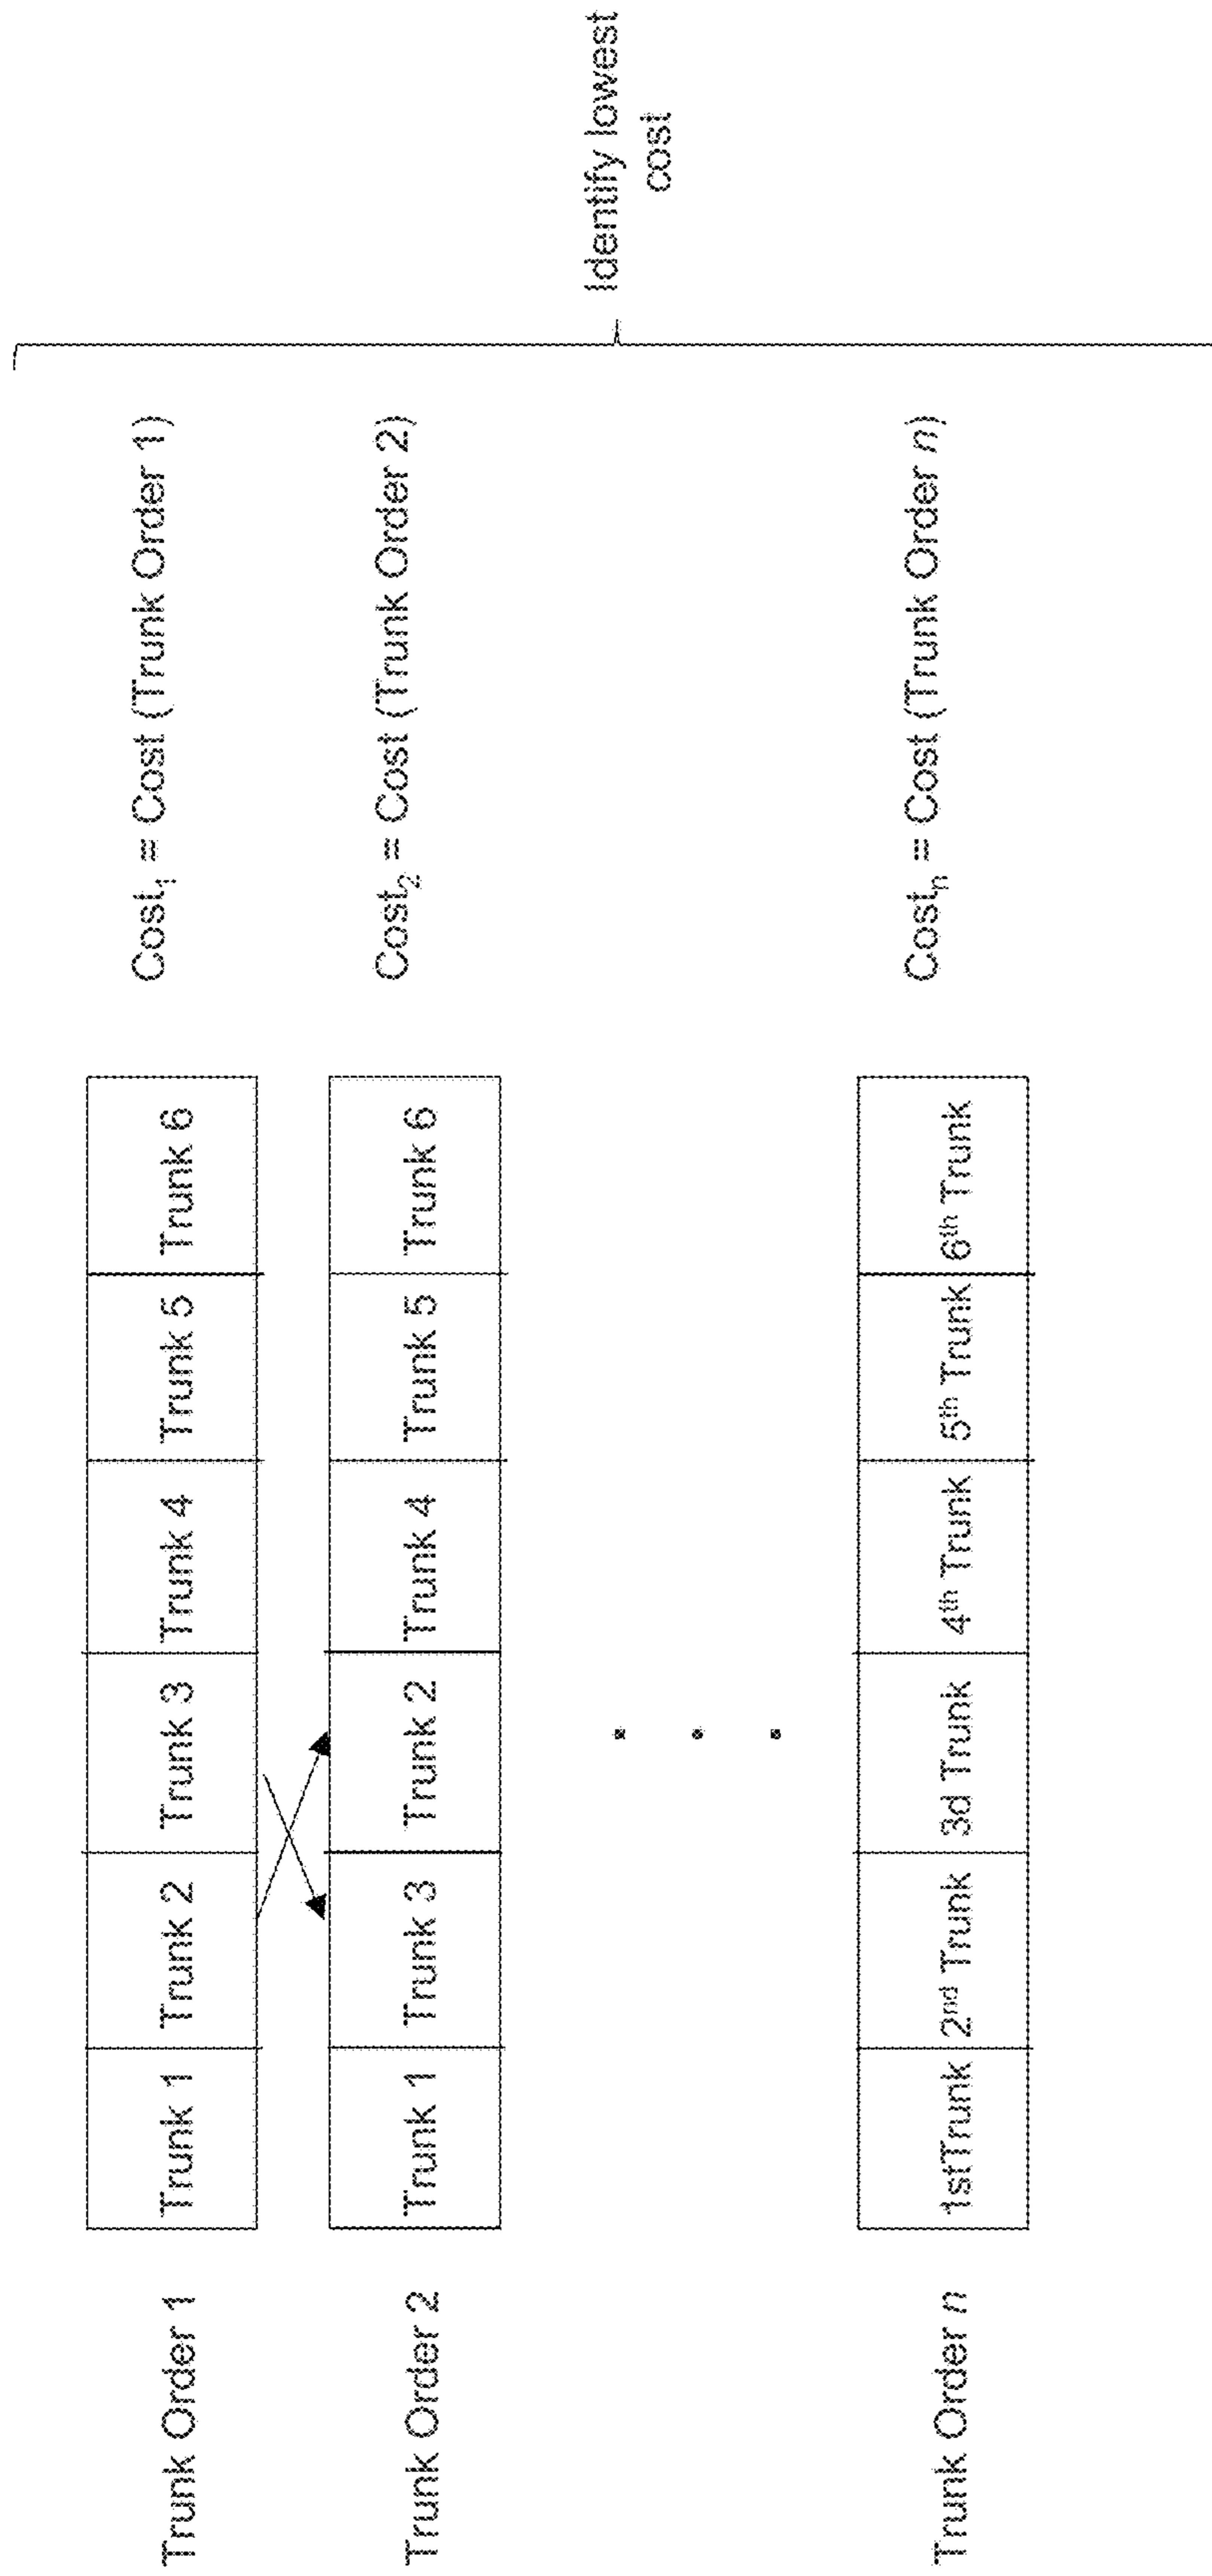 Trunk Order 1
Trunk 1
Trunk 2
Trunk 3
Trunk 4
Trunk 5
Trunk 6
Cost₁ = Cost (Trunk Order 1)
Trunk Order 2
Trunk 1
Trunk 3
Trunk 2
Trunk 4
Trunk 5
Trunk 6
Cost₂ = Cost (Trunk Order 2)
Trunk Order n
1stTrunk
2ⁿᵈ Trunk
3d Trunk
4ᵗʰ Trunk
5ᵗʰ Trunk
6ᵗʰ Trunk
Costₙ = Cost (Trunk Order n)
Identify lowest
cost